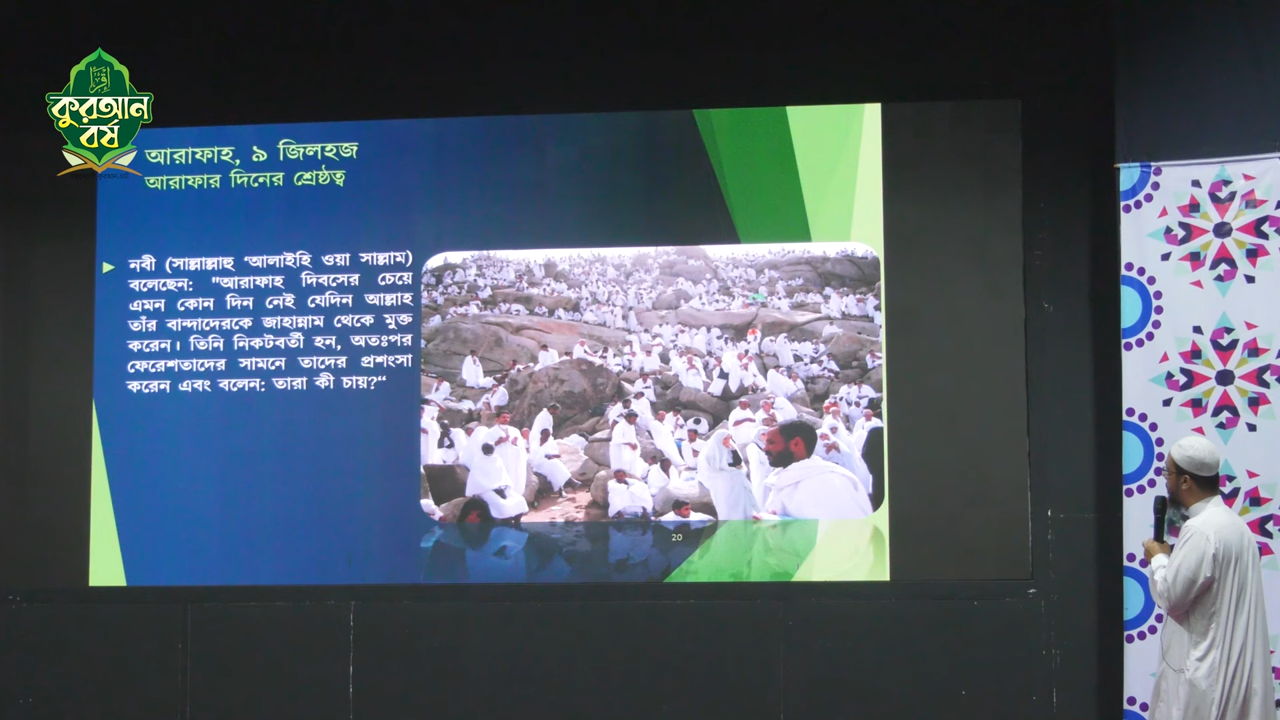 কুরআন
বর্ষ
আরাফাহ, ৯ জিলহজ
আরাফার দিনের শ্রেষ্ঠত্ব
নবী (সাল্লাল্লাহু ‘আলাইহি ওয়া সাল্লাম)
বলেছেন: "আরাফাহ দিবসের চেয়ে
এমন কোন দিন নেই যেদিন আল্লাহ
তাঁর বান্দাদেরকে জাহান্নাম থেকে মুক্ত
করেন। তিনি নিকটবর্তী হন, অতঃপর
ফেরেশতাদের সামনে তাদের প্রশংসা
করেন এবং বলেন: তারা কী চায়?“
20